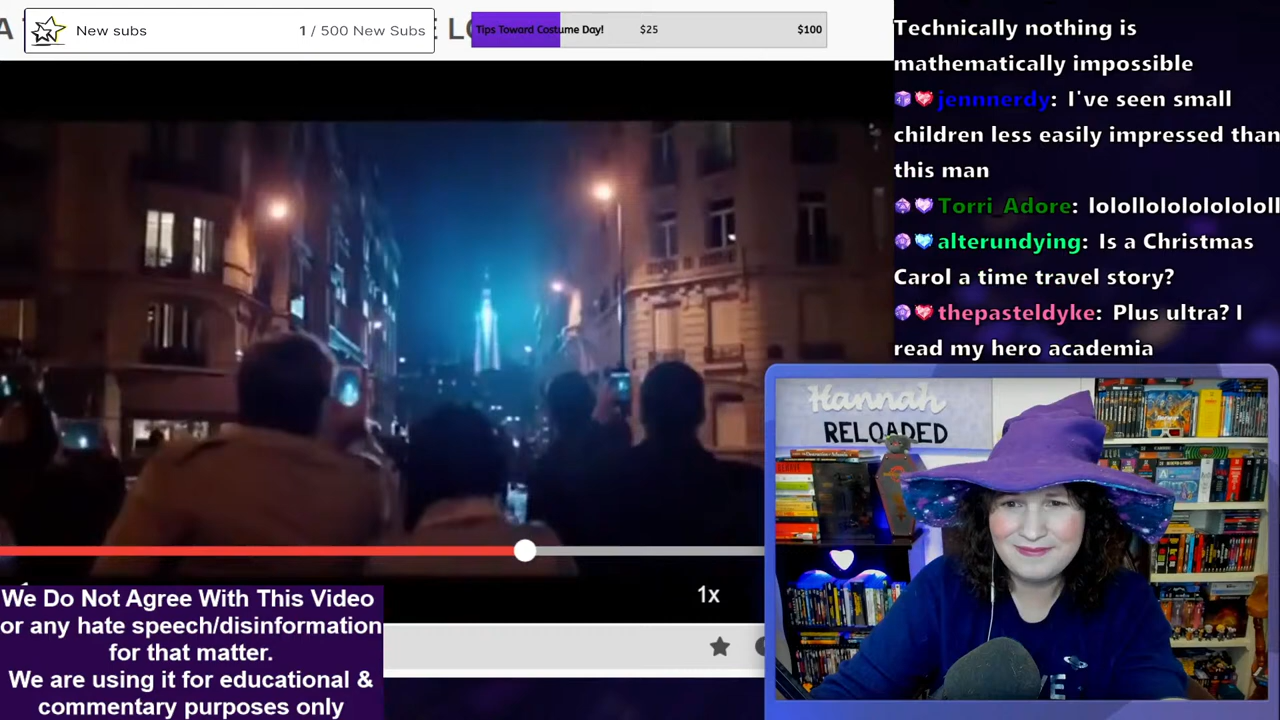 A
New subs
1 / 500 New Subs
E LO
Tips Toward Costume Day!
$25
$100
Technically nothing is
mathematically impossible
jennnerdy: I've seen small
children less easily impressed than
this man
Torri_Adore: lolollololololololl
alterundying: Is a Christmas
Carol a time travel story?
thepasteldyke: Plus ultra? I
read my hero academia
Hannah
RELOADED
1x
We Do Not Agree With This Video
or any hate speech/disinformation
for that matter.
We are using it for educational &
commentary purposes only